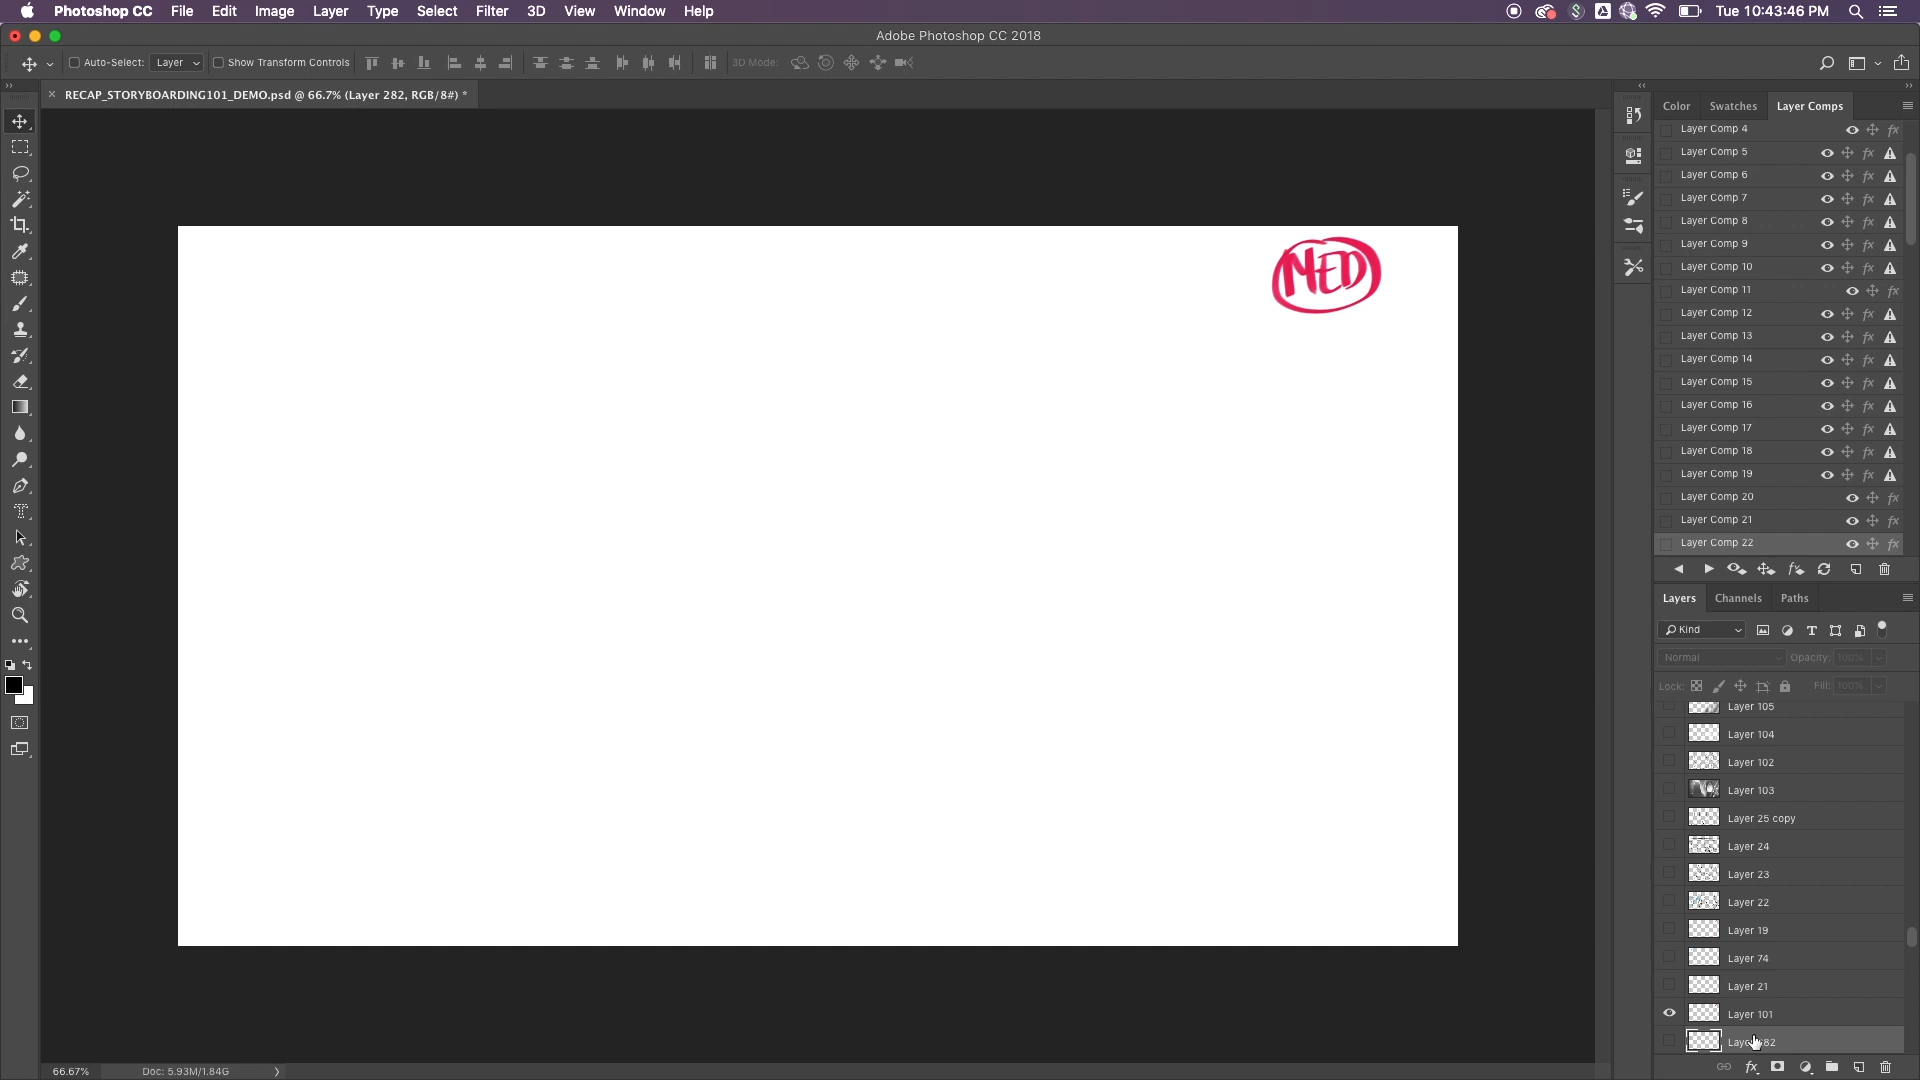 Photoshop CC File Edit Image Layer Type Select Filter 3D View Window Help Tue 10:43:46 PM
Adobe Photoshop CC 2018
Auto-Select: Layer Show Transform Controls 3D Mode:
RECAP_STORYBOARDING101_DEMO.psd @ 66.7% (Layer 282, RGB/8#) *
Color Swatches Layer Comps
Layer Comp 4
Layer Comp 5
Layer Comp 6
Layer Comp 7
Layer Comp 8
Layer Comp 9
Layer Comp 10
Layer Comp 11
Layer Comp 12
Layer Comp 13
Layer Comp 14
Layer Comp 15
Layer Comp 16
Layer Comp 17
Layer Comp 18
Layer Comp 19
Layer Comp 20
Layer Comp 21
Layer Comp 22
MED
Layers Channels Paths
Kind
Normal Opacity: 100%
Lock: Fill: 100%
Layer 105
Layer 104
Layer 102
Layer 103
Layer 25 copy
Layer 24
Layer 23
Layer 22
Layer 19
Layer 74
Layer 21
Layer 101
66.67% Doc: 5.93M/1.84G